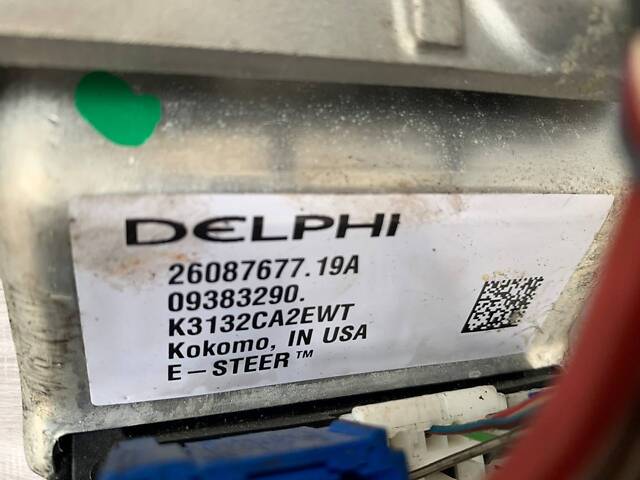 DELPHI
26087677.19A
09383290.
K3132CA2EWT
Kokomo, IN USA
E-STEER™